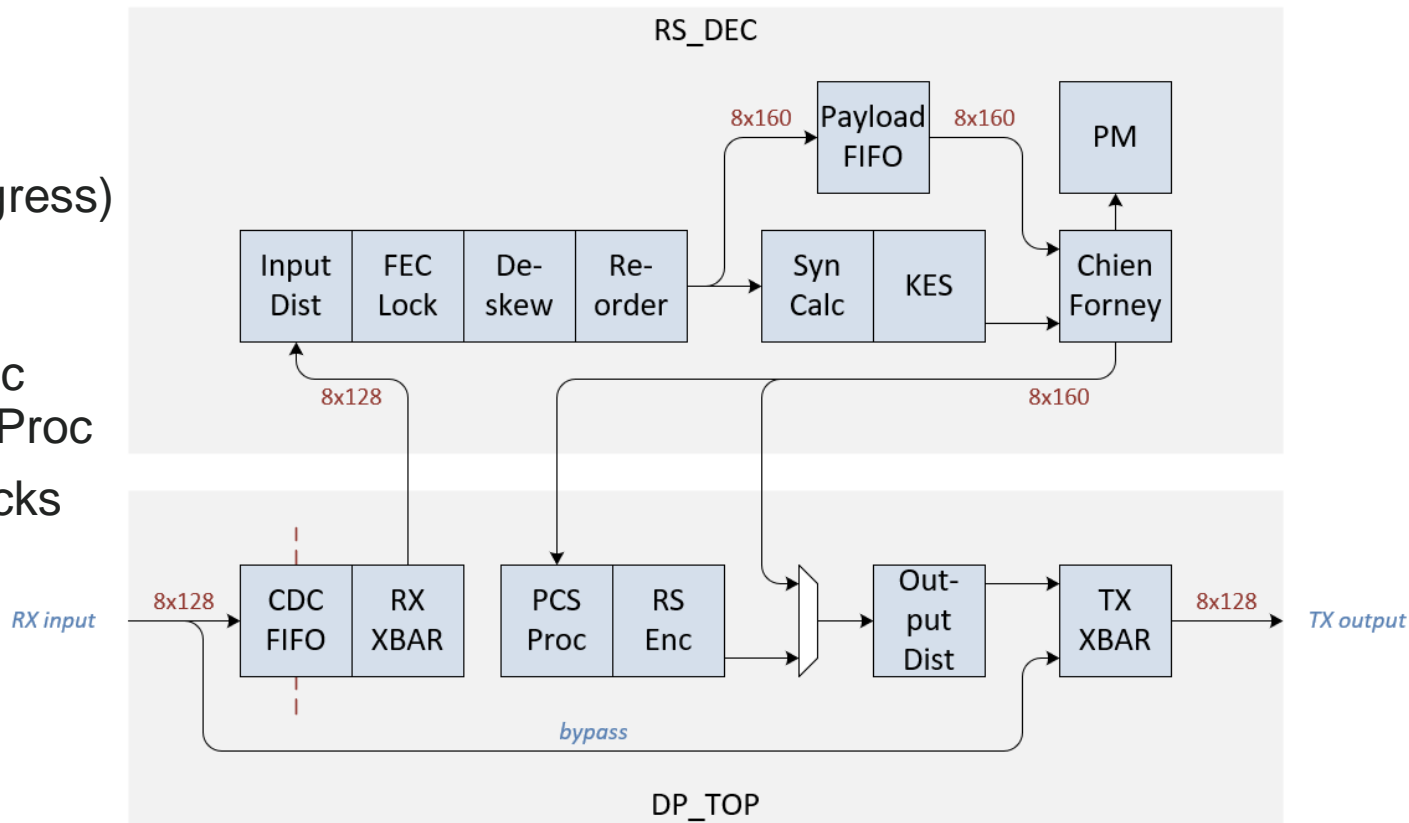 RS_DEC
gress)
c
Proc
cks
8x160
Payload
FIFO
8x160
PM
Input
Dist
FEC
Lock
De-
skew
Re-
order
Syn
Calc
KES
Chien
Forney
8x128
8x160
RX input
8x128
CDC
FIFO
RX
XBAR
PCS
Proc
RS
Enc
Out-
put
Dist
TX
XBAR
8x128
TX output
bypass
DP_TOP